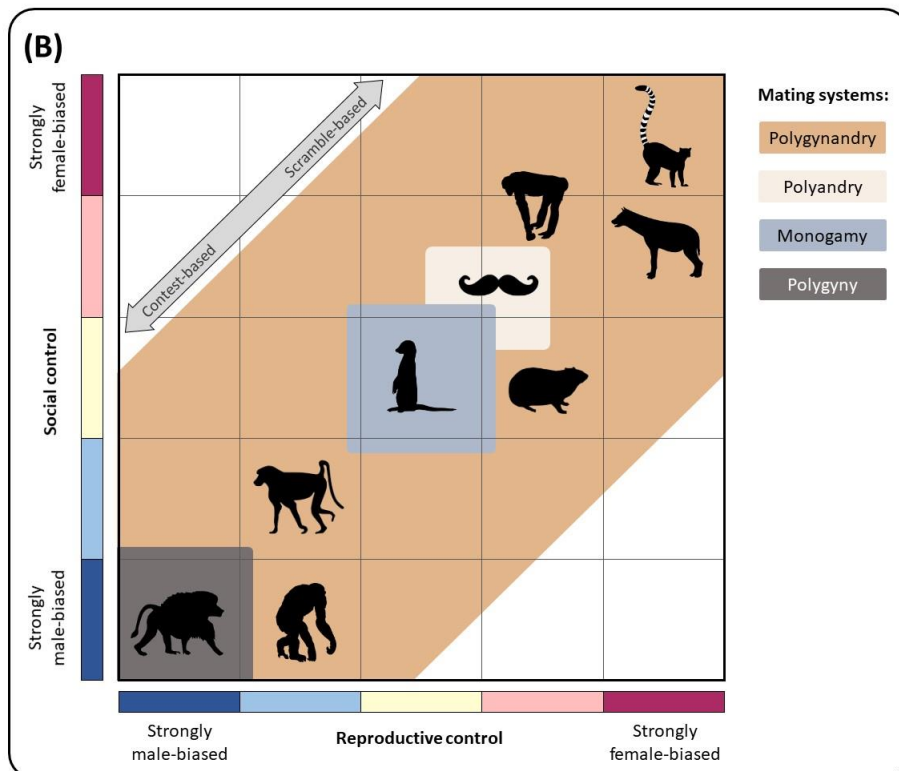 (B)
Strongly
female-biased
Social control
Strongly
male-biased
Scramble-based
Contest-based
Mating systems:
Polygynandry
Polyandry
Monogamy
Polygyny
Strongly
male-biased
Reproductive control
Strongly
female-biased